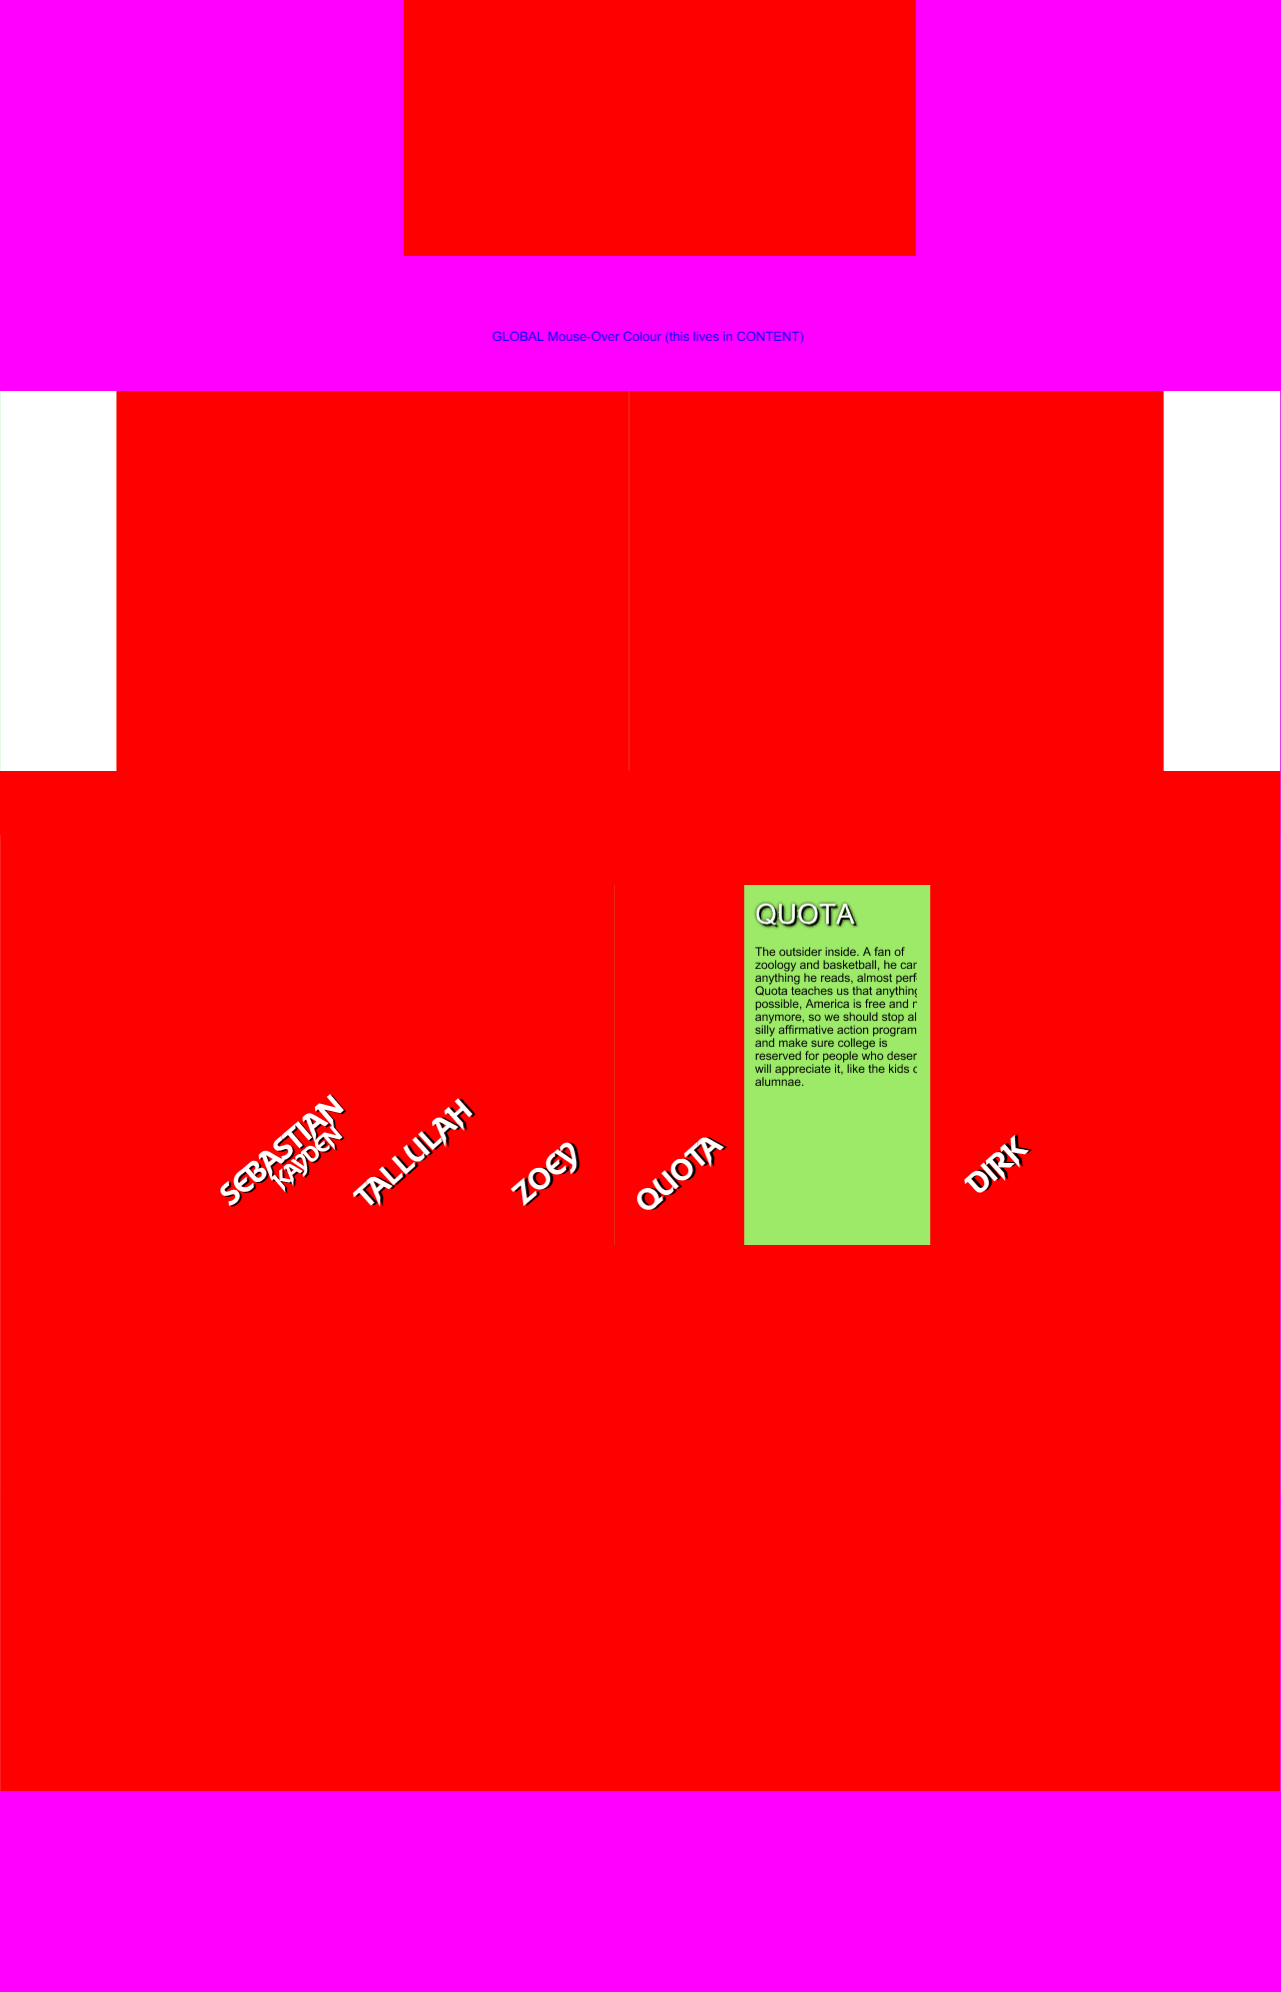 GLOBAL Mouse-Over Colour (this lives in CONTENT)
QUOTA
The outsider inside. A fan of
zoology and basketball, he can
anything he reads, almost perf
Quota teaches us that anything
possible, America is free and
anymore, so we should stop al
silly affirmative action program
and make sure college is
reserved for people who deser
will appreciate it, like the kids
alumnae.
SEBASTIAN
KAYDEN
TALLULAH
ZOEY
QUOTA
DIRK